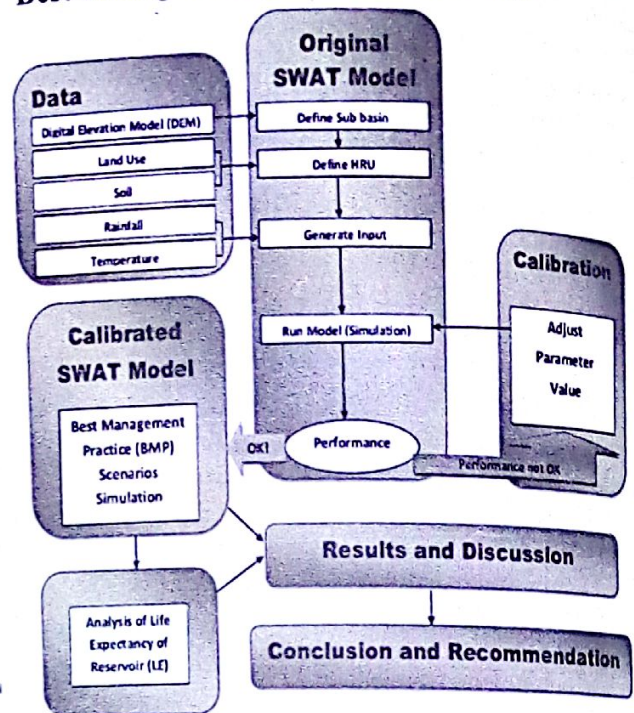 Original
SWAT Model
Data
Digital Elevation Model (DEM)
Land Use
Soil
Rainfall
Temperature
Define Sub basin
Define HRU
Generate Input
Run Model (Simulation)
Performance
Calibration
Adjust
Parameter
Value
Performance not OK
OK!
Calibrated
SWAT Model
Best Management
Practice (BMP)
Scenarios
Simulation
Analysis of Life
Expectancy of
Reservoir (LE)
Results and Discussion
Conclusion and Recommendation